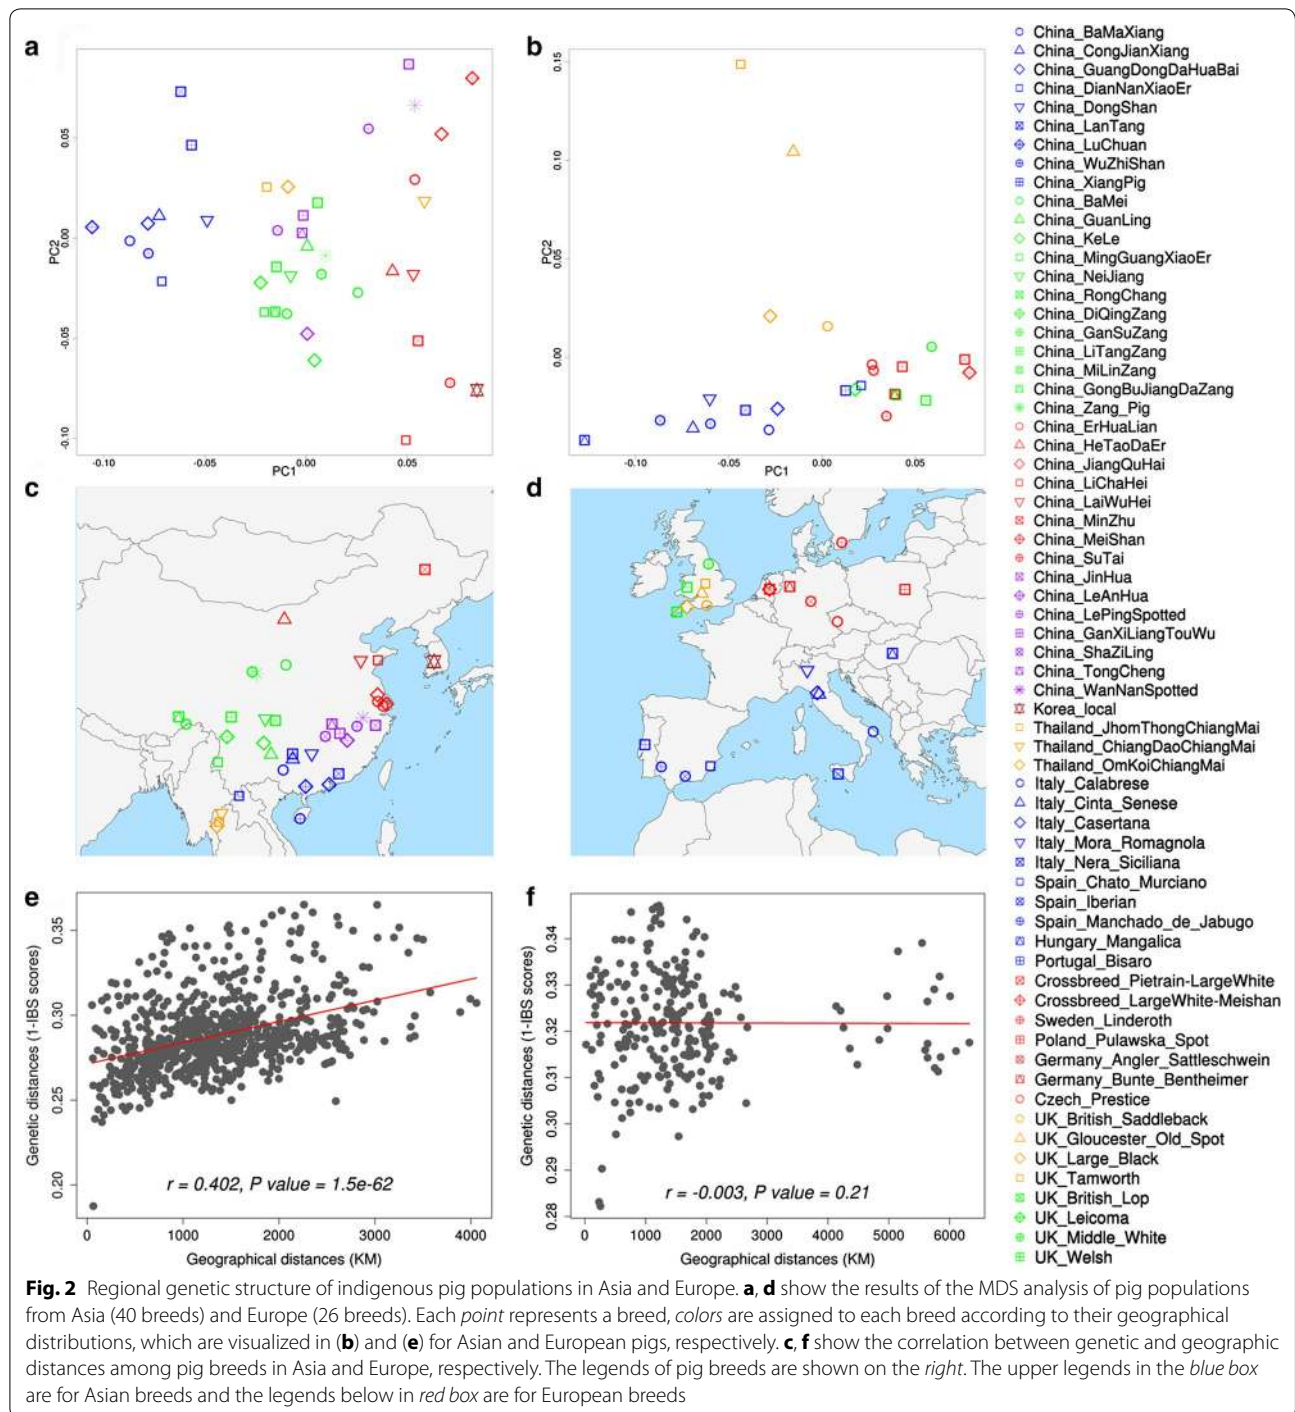 a
b
0.05
0.00
-0.05
-0.10
PC2
-0.10
-0.05
0.00
0.05
PC1
0.15
0.10
0.05
0.00
PC2
-0.10
-0.05
0.00
0.05
PC1
c
d
e
f
0.35
0.30
0.25
0.20
Genetic distances (1-IBS scores)
r = 0.402, P value = 1.5e-62
0
1000
2000
3000
4000
Geographical distances (KM)
0.34
0.33
0.32
0.31
0.30
0.29
0.28
Genetic distances (1-IBS scores)
r = -0.003, P value = 0.21
0
1000
2000
3000
4000
5000
6000
Geographical distances (KM)
China_BaMaXiang
China_CongJianXiang
China_GuangDongDaHuaBai
China_DianNanXiaoEr
China_DongShan
China_LanTang
China_LuChuan
China_WuZhiShan
China_XiangPig
China_BaMei
China_GuanLing
China_KeLe
China_MingGuangXiaoEr
China_NeiJiang
China_RongChang
China_DiQingZang
China_GanSuZang
China_LiTangZang
China_MiLinZang
China_GongBuJiangDaZang
China_Zang_Pig
China_ErHuaLian
China_HeTaoDaEr
China_JiangQuHai
China_LiChaHei
China_LaiWuHei
China_MinZhu
China_MeiShan
China_SuTai
China_JinHua
China_LeAnHua
China_LePingSpotted
China_GanXiLiangTouWu
China_ShaZiLing
China_TongCheng
China_WanNanSpotted
Korea_local
Thailand_JhomThongChiangMai
Thailand_ChiangDaoChiangMai
Thailand_OmKoiChiangMai
Italy_Calabrese
Italy_Cinta_Senese
Italy_Casertana
Italy_Mora_Romagnola
Italy_Nera_Siciliana
Spain_Chato_Murciano
Spain_Iberian
Spain_Manchado_de_Jabugo
Hungary_Mangalica
Portugal_Bisaro
Crossbreed_Pietrain-LargeWhite
Crossbreed_LargeWhite-Meishan
Sweden_Linderoth
Poland_Pulawska_Spot
Germany_Angler_Sattleschwein
Germany_Bunte_Bentheimer
Czech_Prestice
UK_British_Saddleback
UK_Gloucester_Old_Spot
UK_Large_Black
UK_Tamworth
UK_British_Lop
UK_Leicoma
UK_Middle_White
UK_Welsh
Fig. 2 Regional genetic structure of indigenous pig populations in Asia and Europe. a, d show the results of the MDS analysis of pig populations
from Asia (40 breeds) and Europe (26 breeds). Each point represents a breed, colors are assigned to each breed according to their geographical
distributions, which are visualized in (b) and (e) for Asian and European pigs, respectively. c, f show the correlation between genetic and geographic
distances among pig breeds in Asia and Europe, respectively. The legends of pig breeds are shown on the right. The upper legends in the blue box
are for Asian breeds and the legends below in red box are for European breeds